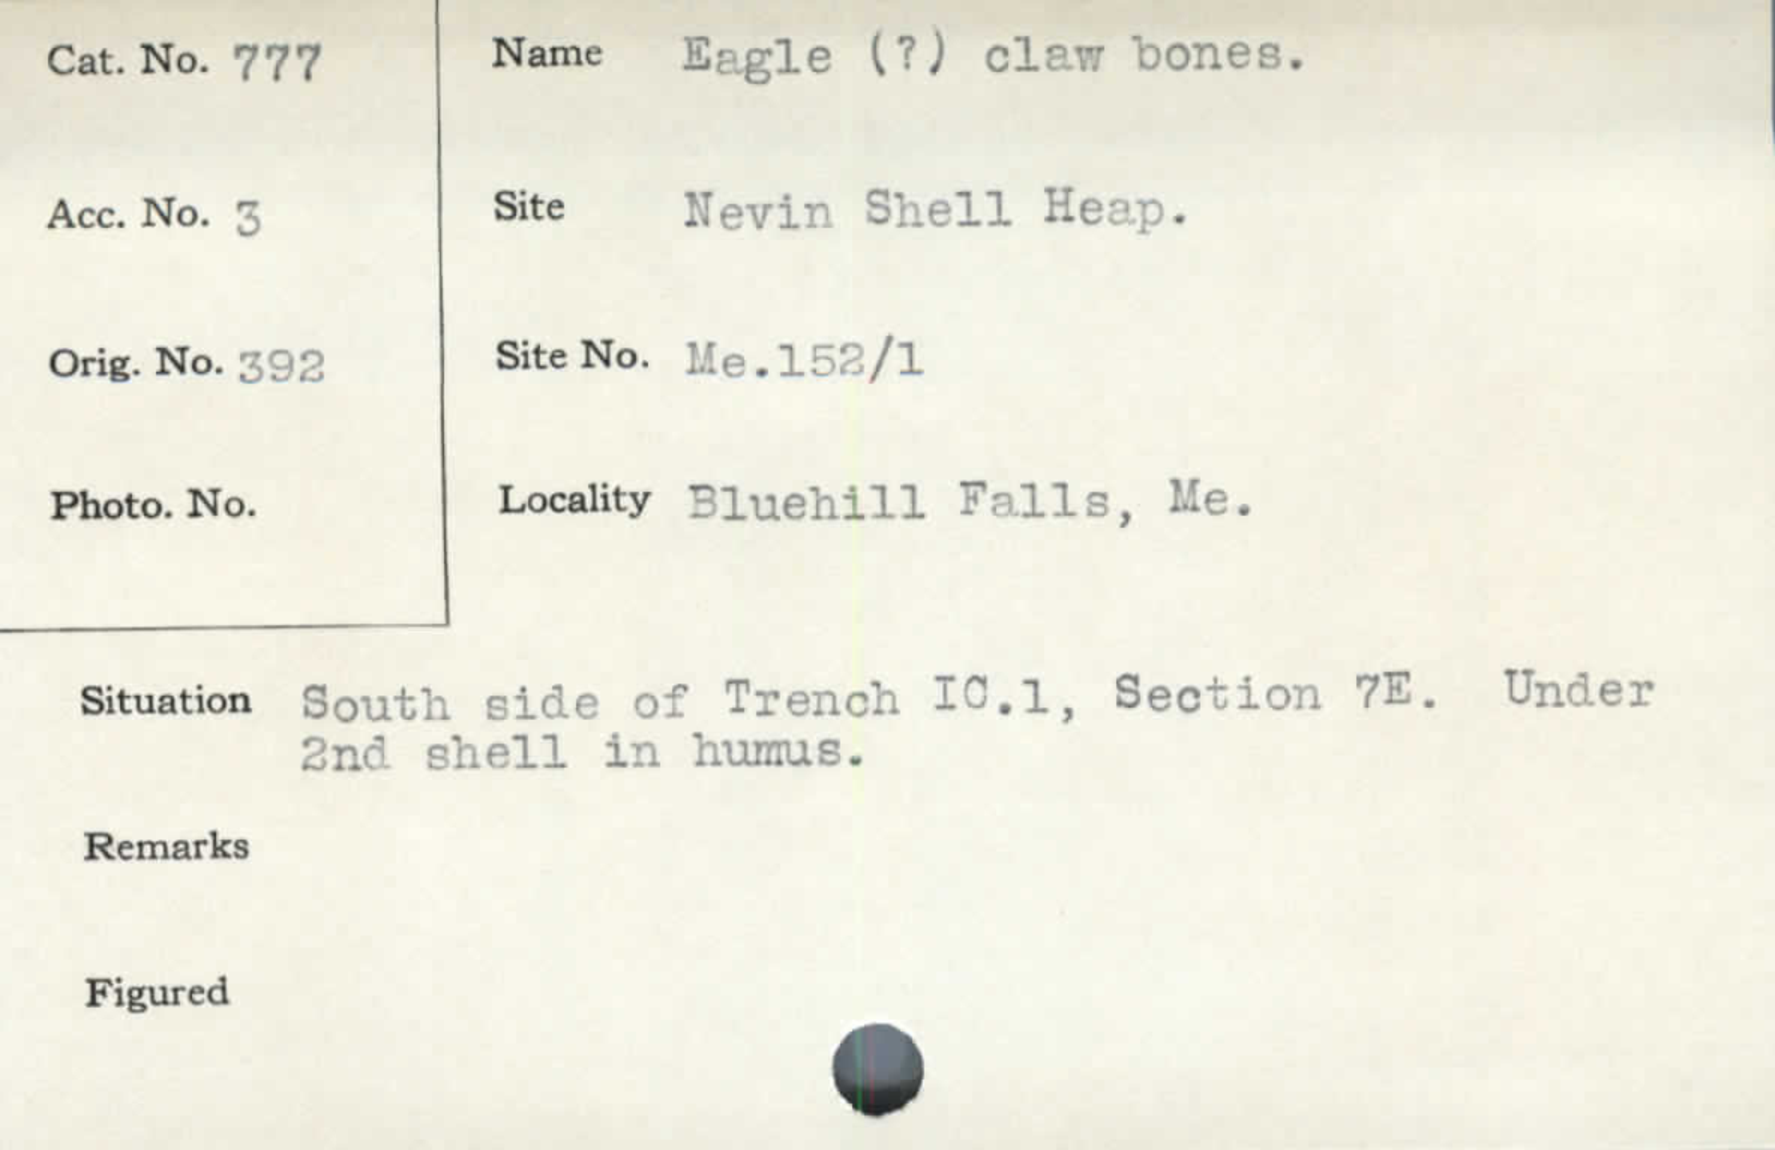 Cat. No. 777
Name Eagle (?) claw bones.
Acc. No. 3
Site Nevin Shell Heap.
Orig. No. 392
Site No. Me.152/1
Photo. No.
Locality Bluehill Falls, Me.
Situation South side of Trench IC.1, Section 7E. Under
2nd shell in humus.
Remarks
Figured